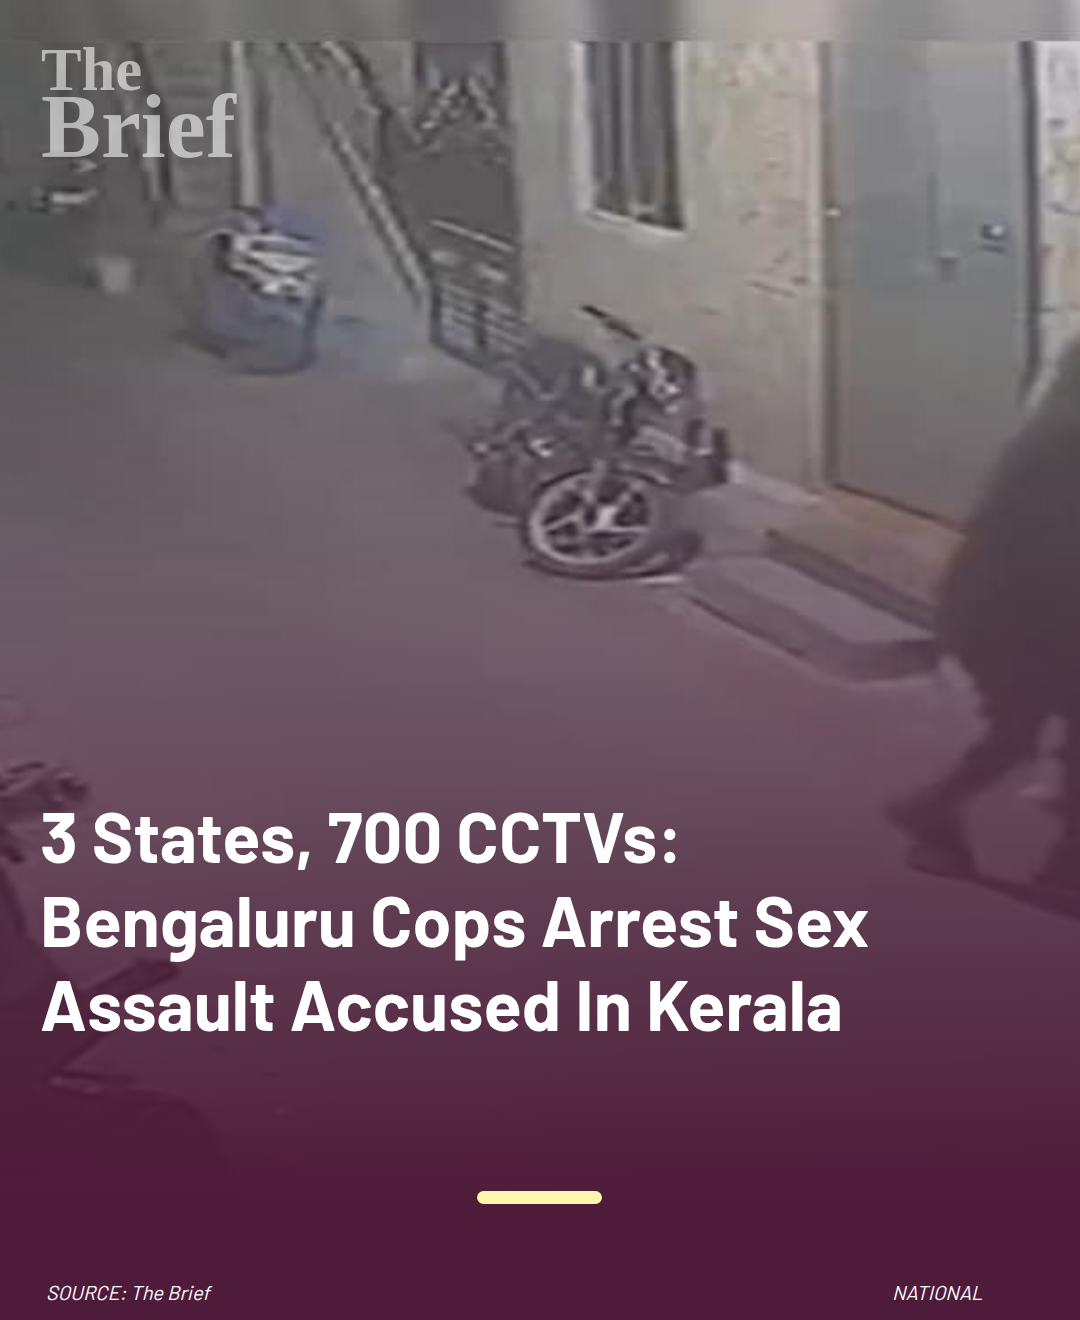 The
Brief
3 States, 700 CCTVs:
Bengaluru Cops Arrest Sex
Assault Accused In Kerala
SOURCE: The Brief
NATIONAL